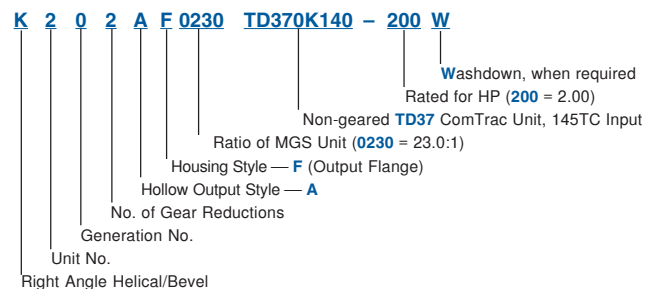 K 2 0 2 A F 0230 TD370K140 – 200 W
Washdown, when required
Rated for HP (200 = 2.00)
Non-geared TD37 ComTrac Unit, 145TC Input
Ratio of MGS Unit (0230 = 23.0:1)
Housing Style — F (Output Flange)
Hollow Output Style — A
No. of Gear Reductions
Generation No.
Unit No.
Right Angle Helical/Bevel